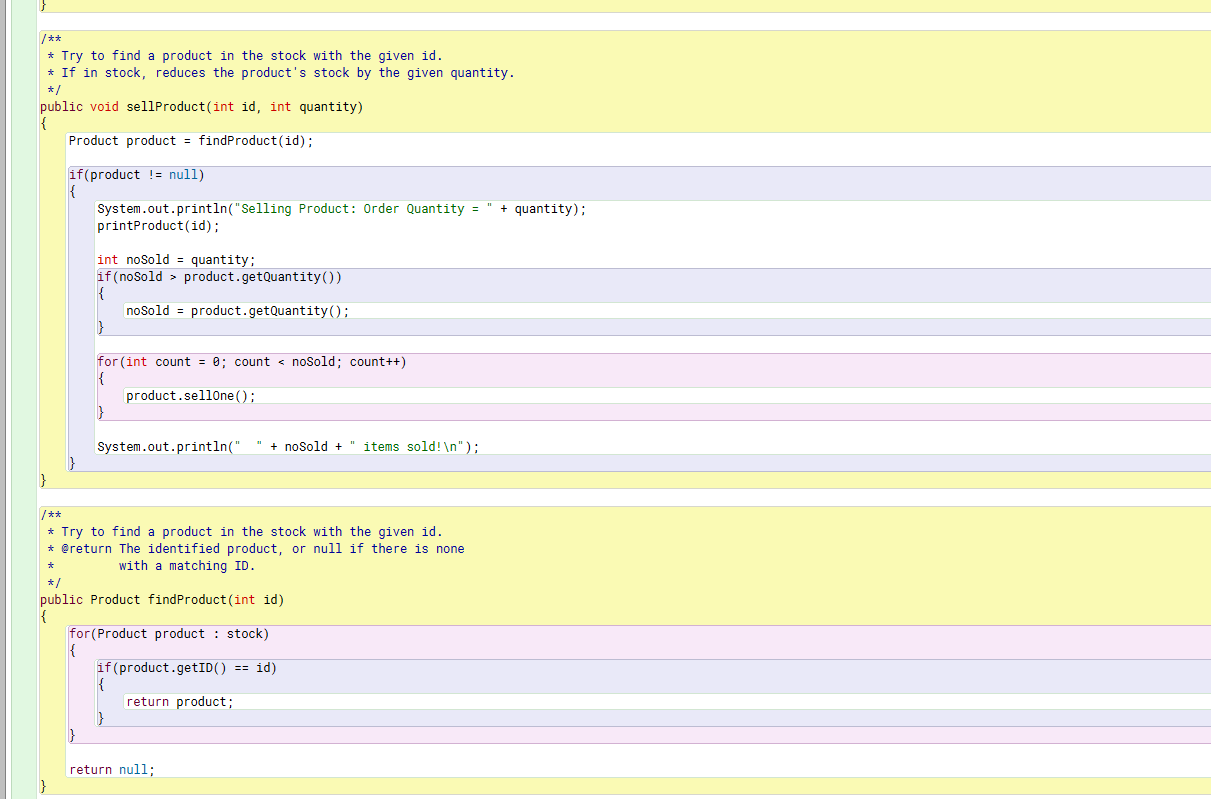 }
/**
 * Try to find a product in the stock with the given id.
 * If in stock, reduces the product's stock by the given quantity.
 */
public void sellProduct(int id, int quantity)
{
    Product product = findProduct(id);

    if(product != null)
    {
        System.out.println("Selling Product: Order Quantity = " + quantity);
        printProduct(id);

        int noSold = quantity;
        if(noSold > product.getQuantity())
        {
            noSold = product.getQuantity();
        }

        for(int count = 0; count < noSold; count++)
        {
            product.sellOne();
        }

        System.out.println("  " + noSold + " items sold!\n");
    }
}

/**
 * Try to find a product in the stock with the given id.
 * @return The identified product, or null if there is none
 *         with a matching ID.
 */
public Product findProduct(int id)
{
    for(Product product : stock)
    {
        if(product.getID() == id)
        {
            return product;
        }
    }

    return null;
}